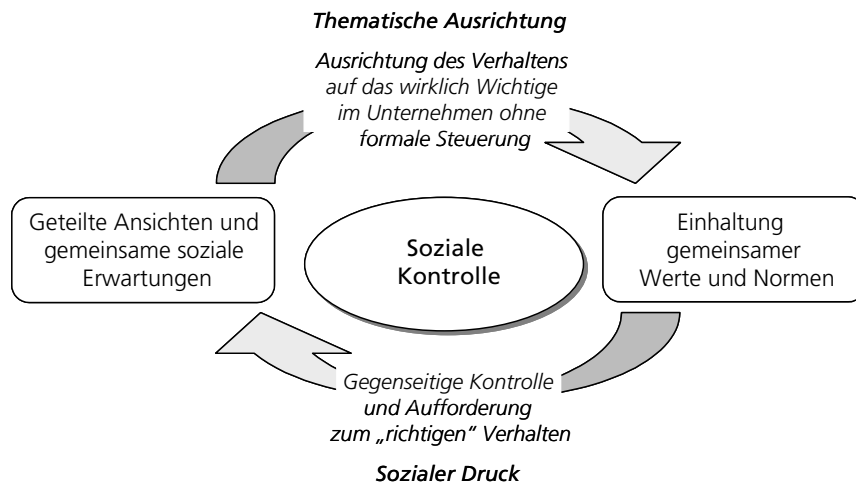 Thematische Ausrichtung
Ausrichtung des Verhaltens
auf das wirklich Wichtige
im Unternehmen ohne
formale Steuerung
Geteilte Ansichten und
gemeinsame soziale
Erwartungen
Soziale
Kontrolle
Einhaltung
gemeinsamer
Werte und Normen
Gegenseitige Kontrolle
und Aufforderung
zum „richtigen“ Verhalten
Sozialer Druck